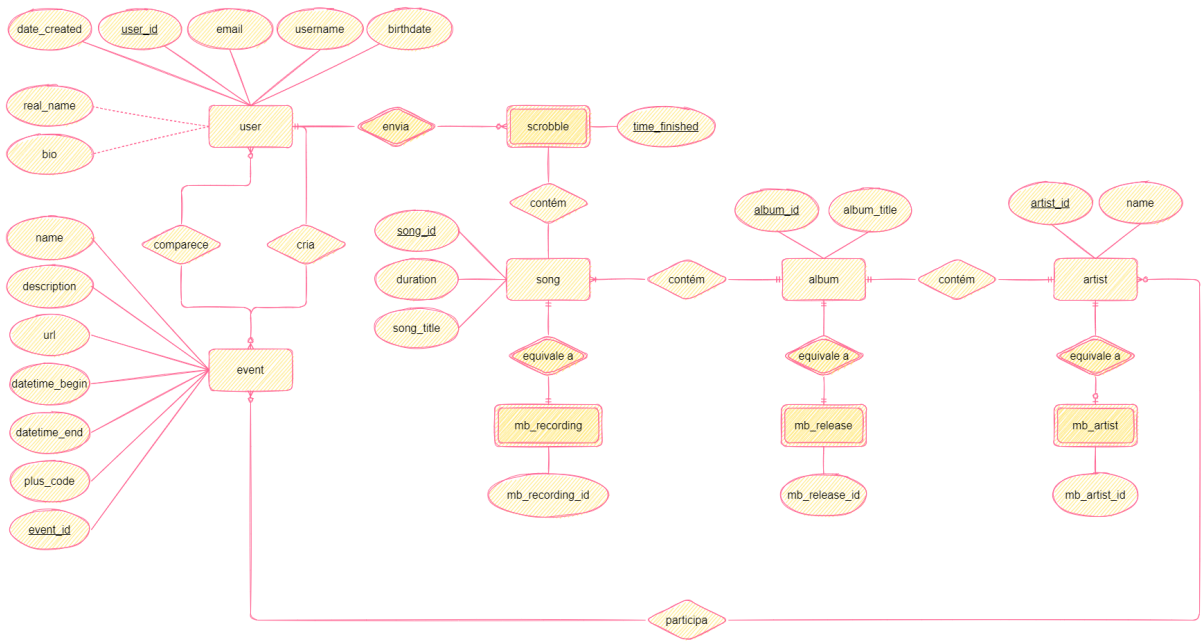 date_created
user_id
email
username
birthdate
real_name
bio
user
envia
scrobble
time_finished
comparece
cria
contém
name
description
url
datetime_begin
datetime_end
plus_code
event_id
event
song_id
duration
song_title
song
contém
album_id
album_title
album
contém
artist_id
name
artist
equivale a
equivale a
equivale a
mb_recording
mb_release
mb_artist
mb_recording_id
mb_release_id
mb_artist_id
participa